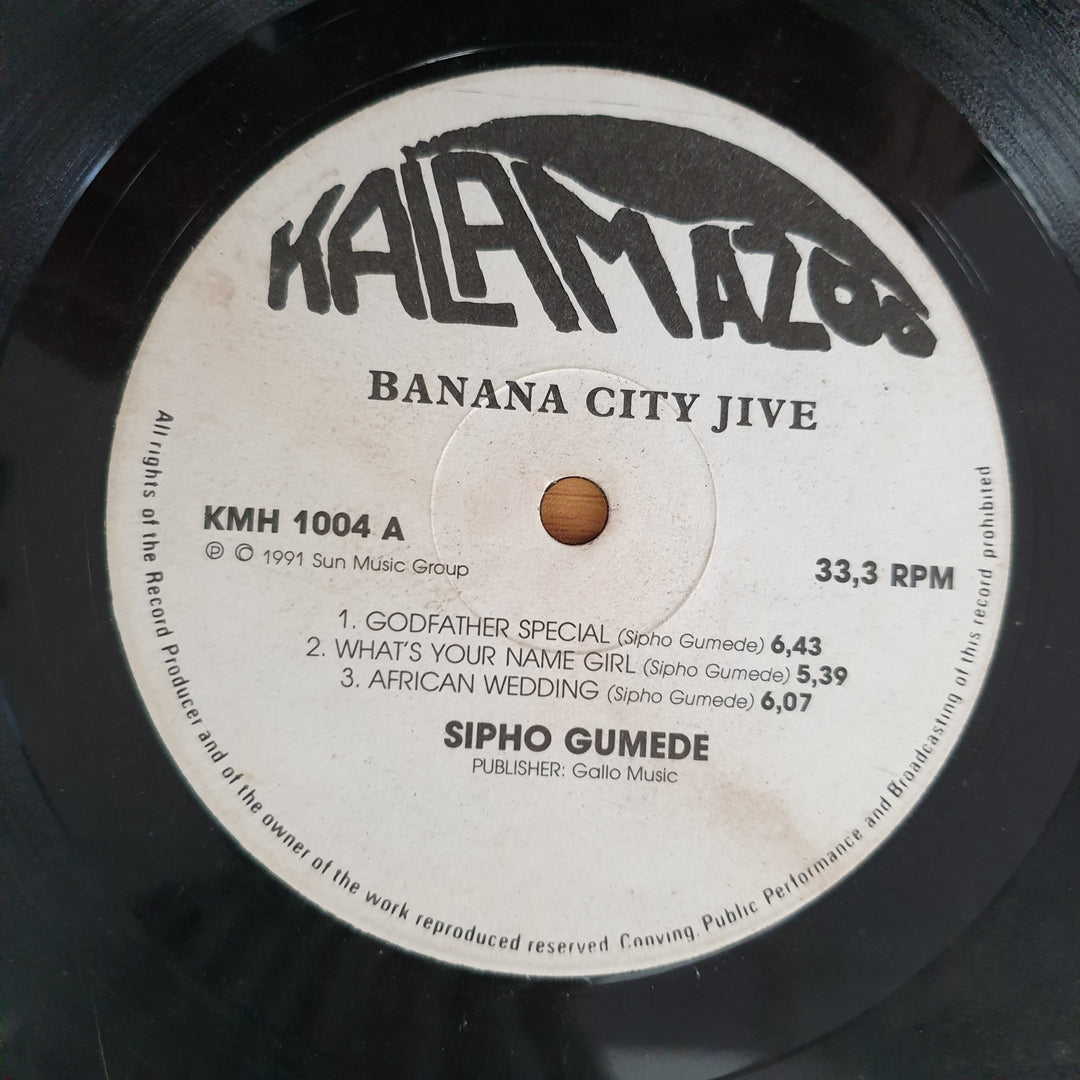 KALAMAZOO
BANANA CITY JIVE
KMH 1004 A
℗ © 1991 Sun Music Group
33,3 RPM
1. GODFATHER SPECIAL (Sipho Gumede) 6,43
2. WHAT'S YOUR NAME GIRL (Sipho Gumede) 5,39
3. AFRICAN WEDDING (Sipho Gumede) 6,07
SIPHO GUMEDE
PUBLISHER: Gallo Music
All rights of the Record Producer and of the owner of the work reproduced reserved Copying, Public Performance and Broadcasting of this record prohibited